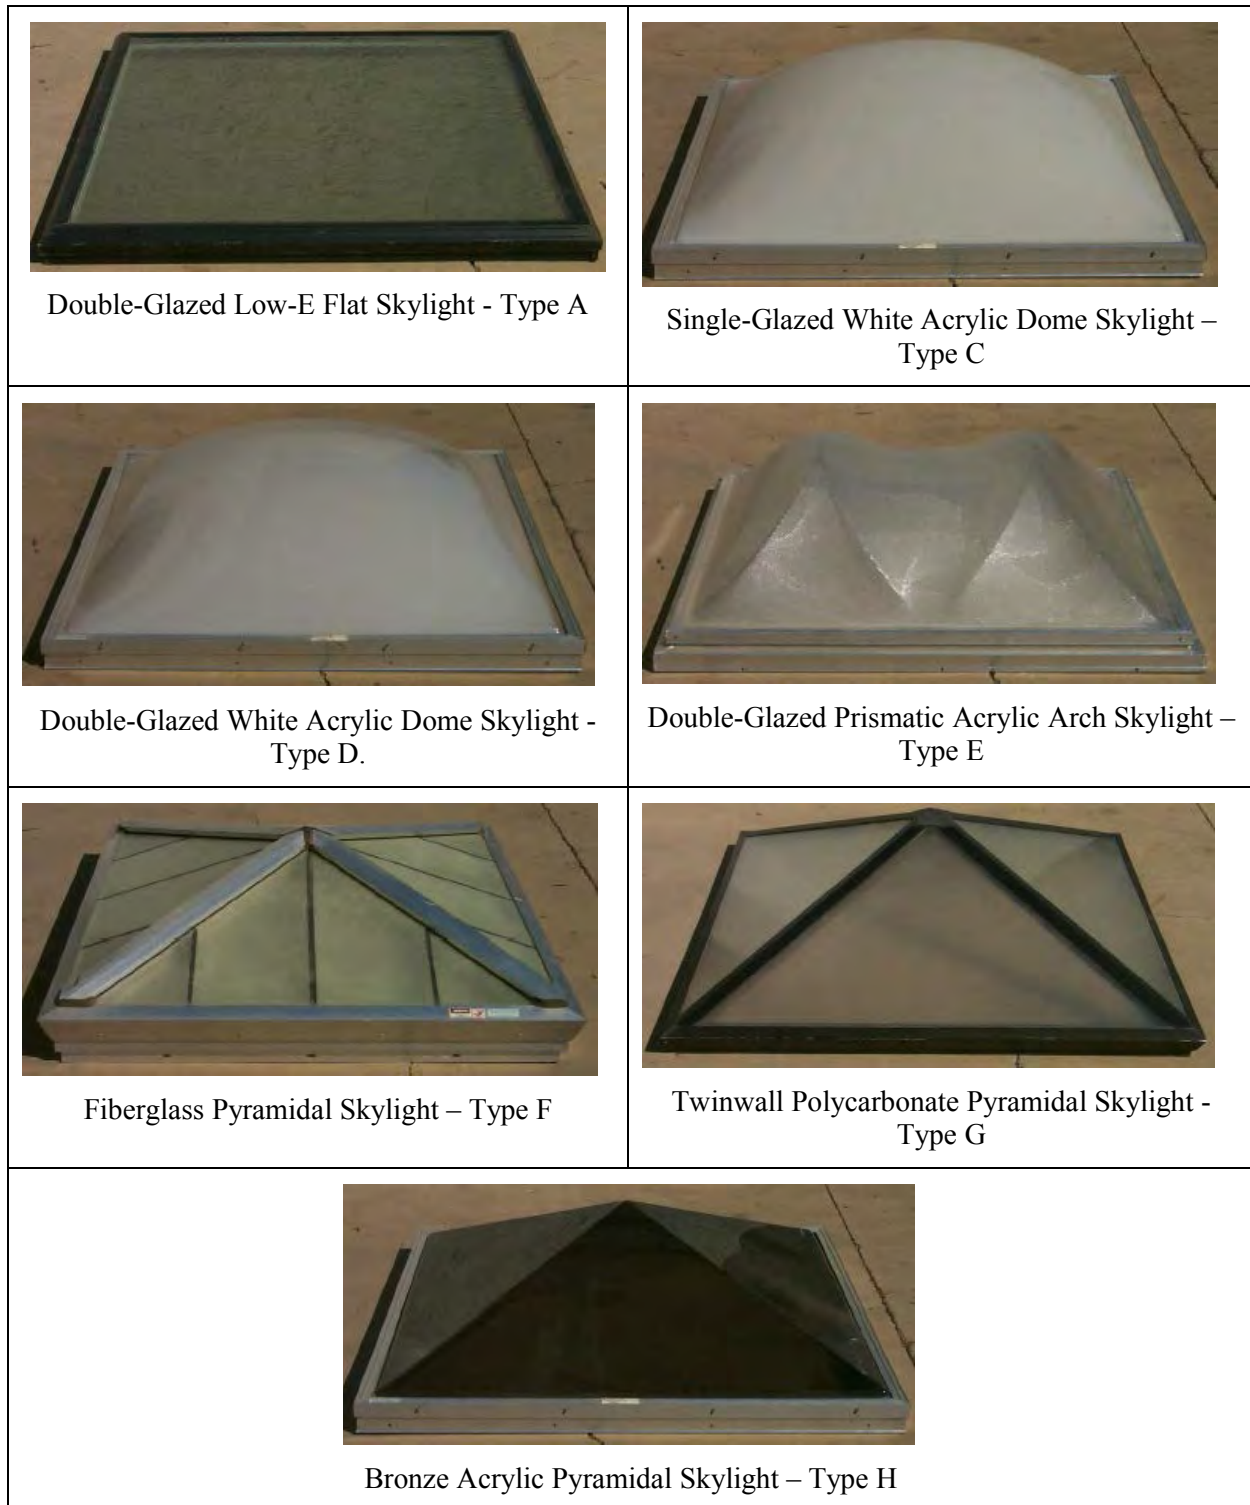 Double-Glazed Low-E Flat Skylight - Type A
Single-Glazed White Acrylic Dome Skylight –
Type C
Double-Glazed White Acrylic Dome Skylight -
Type D.
Double-Glazed Prismatic Acrylic Arch Skylight –
Type E
Fiberglass Pyramidal Skylight – Type F
Twinwall Polycarbonate Pyramidal Skylight -
Type G
Bronze Acrylic Pyramidal Skylight – Type H